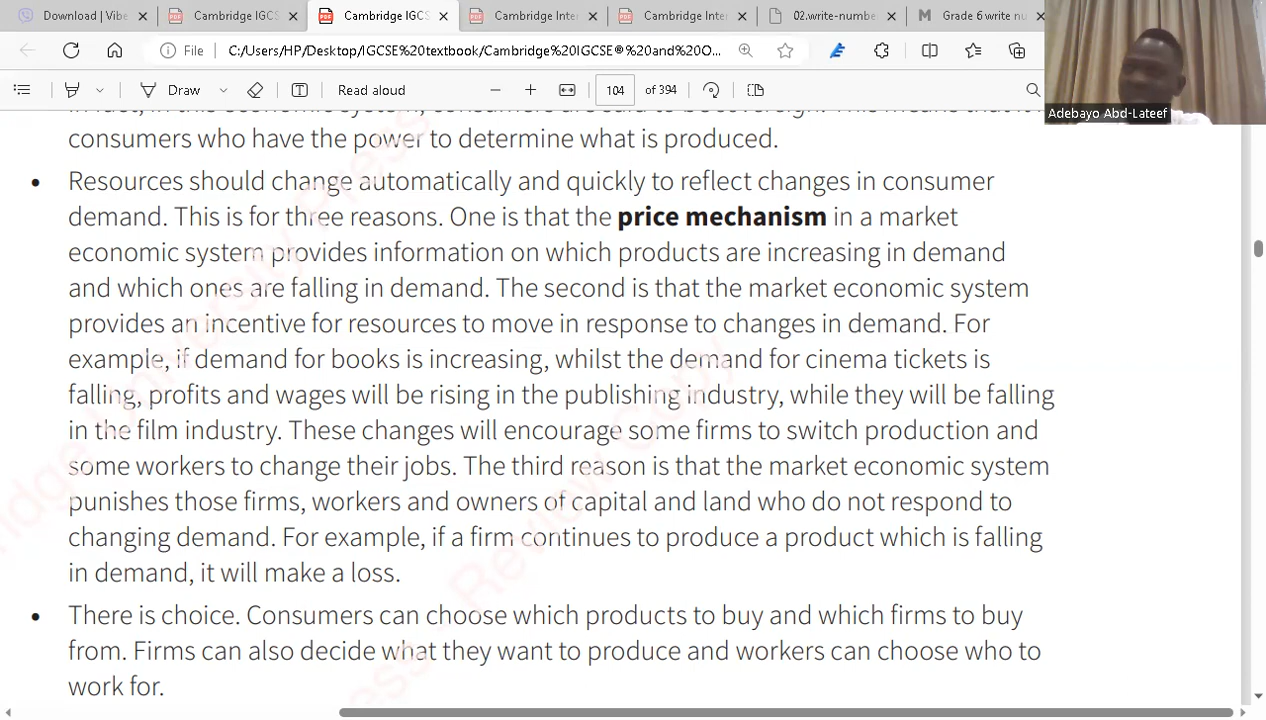 Download | Vibe
Cambridge IGCS
Cambridge IGCS
Cambridge Inte
Cambridge Inte
02.write-numbe
Grade 6 write nu
File
C:/Users/HP/Desktop/IGCSE%20textbook/Cambridge%20IGCSE®%20and%20O...
Draw
Read aloud
104 of 394
Adebayo Abd-Lateef
consumers who have the power to determine what is produced.
• Resources should change automatically and quickly to reflect changes in consumer
demand. This is for three reasons. One is that the price mechanism in a market
economic system provides information on which products are increasing in demand
and which ones are falling in demand. The second is that the market economic system
provides an incentive for resources to move in response to changes in demand. For
example, if demand for books is increasing, whilst the demand for cinema tickets is
falling, profits and wages will be rising in the publishing industry, while they will be falling
in the film industry. These changes will encourage some firms to switch production and
some workers to change their jobs. The third reason is that the market economic system
punishes those firms, workers and owners of capital and land who do not respond to
changing demand. For example, if a firm continues to produce a product which is falling
in demand, it will make a loss.
• There is choice. Consumers can choose which products to buy and which firms to buy
from. Firms can also decide what they want to produce and workers can choose who to
work for.